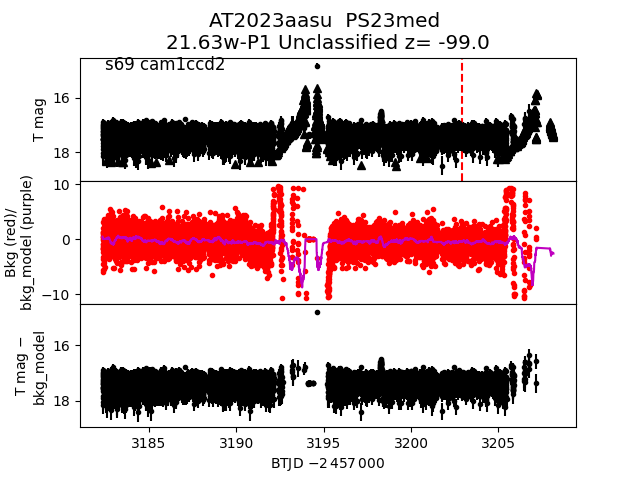 AT2023aasu  PS23med
21.63w-P1 Unclassified z= -99.0
s69 cam1ccd2
T mag
16
18
Bkg (red)/
bkg_model (purple)
10
0
−10
T mag −
bkg_model
16
18
3185
3190
3195
3200
3205
BTJD −2 457 000